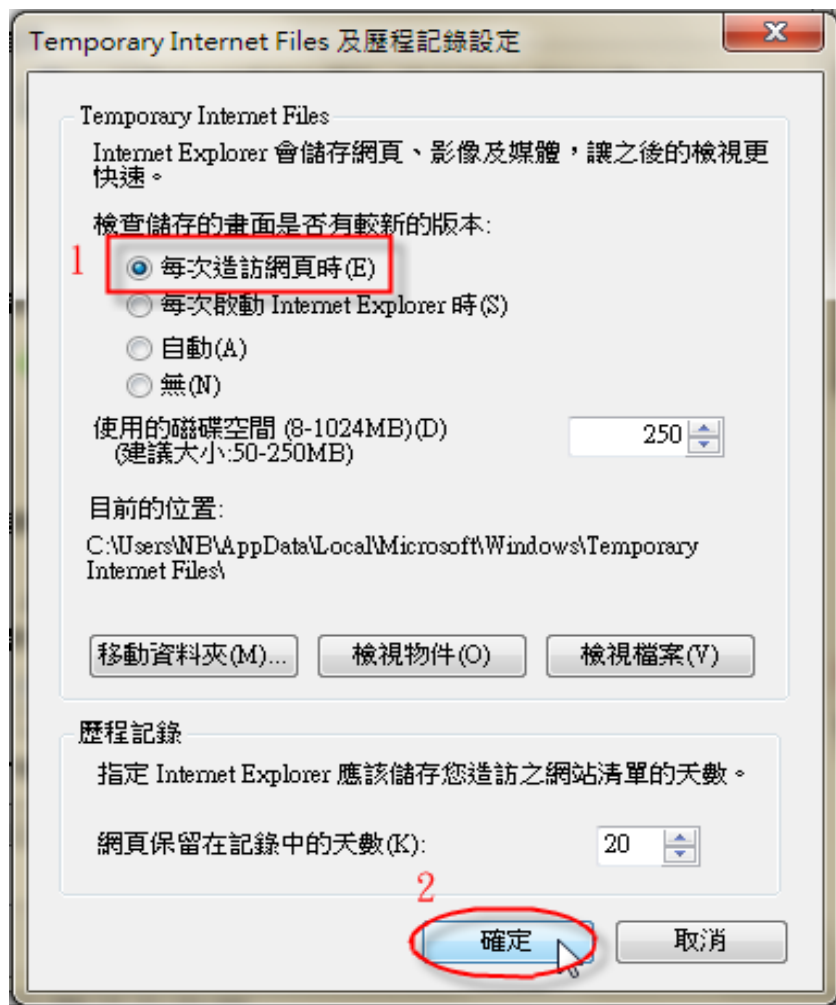 Temporary Internet Files 及歷程記錄設定
Temporary Internet Files
Internet Explorer 會儲存網頁、影像及媒體，讓之後的檢視更
快速。
檢查儲存的畫面是否有較新的版本:
1
每次造訪網頁時(E)
每次啟動 Internet Explorer 時(S)
自動(A)
無(N)
使用的磁碟空間 (8-1024MB)(D)
250
(建議大小:50-250MB)
目前的位置:
C:\Users\NB\AppData\Local\Microsoft\Windows\Temporary
Internet Files\
移動資料夾(M)... 檢視物件(O) 檢視檔案(V)
歷程記錄
指定 Internet Explorer 應該儲存您造訪之網站清單的天數。
網頁保留在記錄中的天數(K): 20
2
確定 取消